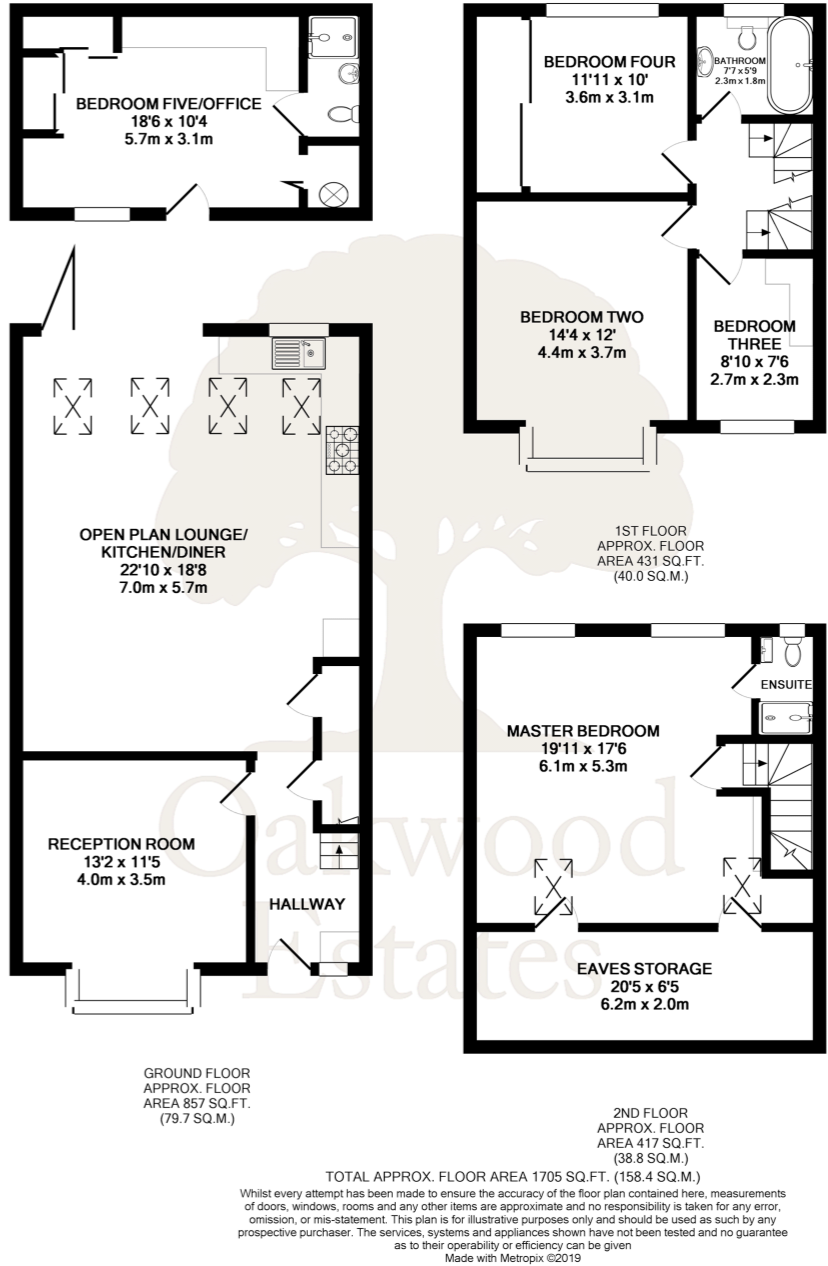 BEDROOM FIVE/OFFICE
18'6 x 10'4
5.7m x 3.1m
BEDROOM FOUR
11'11 x 10'
3.6m x 3.1m
BATHROOM
7'7 x 5'9
2.3m x 1.8m
BEDROOM TWO
14'4 x 12'
4.4m x 3.7m
BEDROOM
THREE
8'10 x 7'6
2.7m x 2.3m
OPEN PLAN LOUNGE/
KITCHEN/DINER
22'10 x 18'8
7.0m x 5.7m
1ST FLOOR
APPROX. FLOOR
AREA 431 SQ.FT.
(40.0 SQ.M.)
RECEPTION ROOM
13'2 x 11'5
4.0m x 3.5m
HALLWAY
ENSUITE
MASTER BEDROOM
19'11 x 17'6
6.1m x 5.3m
EAVES STORAGE
20'5 x 6'5
6.2m x 2.0m
Oakwood
Estates
GROUND FLOOR
APPROX. FLOOR
AREA 857 SQ.FT.
(79.7 SQ.M.)
2ND FLOOR
APPROX. FLOOR
AREA 417 SQ.FT.
(38.8 SQ.M.)
TOTAL APPROX. FLOOR AREA 1705 SQ.FT. (158.4 SQ.M.)
Whilst every attempt has been made to ensure the accuracy of the floor plan contained here, measurements
of doors, windows, rooms and any other items are approximate and no responsibility is taken for any error,
omission, or mis-statement. This plan is for illustrative purposes only and should be used as such by any
prospective purchaser. The services, systems and appliances shown have not been tested and no guarantee
as to their operability or efficiency can be given
Made with Metropix ©2019